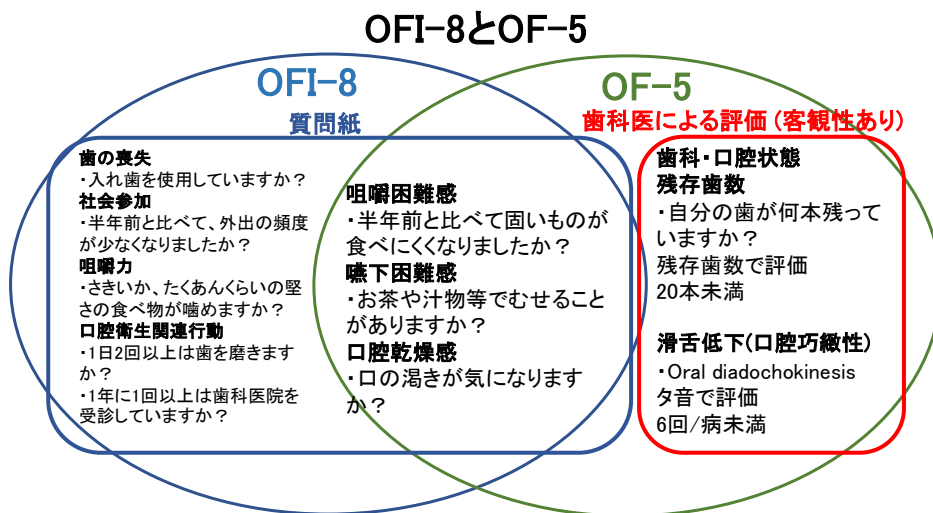 OFI-8とOF-5
OFI-8
質問紙
歯の喪失
・入れ歯を使用していますか？
社会参加
・半年前と比べて、外出の頻度
が少なくなりましたか？
咀嚼力
・さきいか、たくあんくらいの堅
さの食べ物が噛めますか？
口腔衛生関連行動
・1日2回以上は歯を磨きます
か？
・1年に1回以上は歯科医院を
受診していますか？
咀嚼困難感
・半年前と比べて固いものが
食べにくくなりましたか？
嚥下困難感
・お茶や汁物等でむせること
がありますか？
口腔乾燥感
・口の渇きが気になります
か？
OF-5
歯科医による評価（客観性あり）
歯科・口腔状態
残存歯数
・自分の歯が何本残って
いますか？
残存歯数で評価
20本未満
滑舌低下(口腔巧緻性)
・Oral diadochokinesis
タ音で評価
6回/病未満